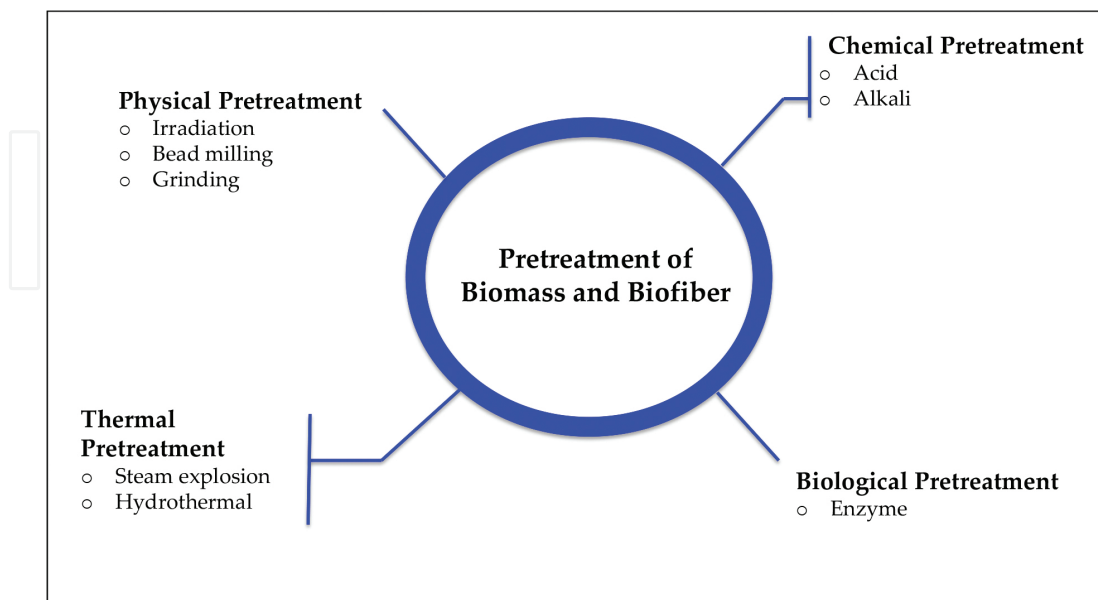 Physical Pretreatment
o Irradiation
o Bead milling
o Grinding
Chemical Pretreatment
o Acid
o Alkali
Pretreatment of
Biomass and Biofiber
Thermal
Pretreatment
o Steam explosion
o Hydrothermal
Biological Pretreatment
o Enzyme